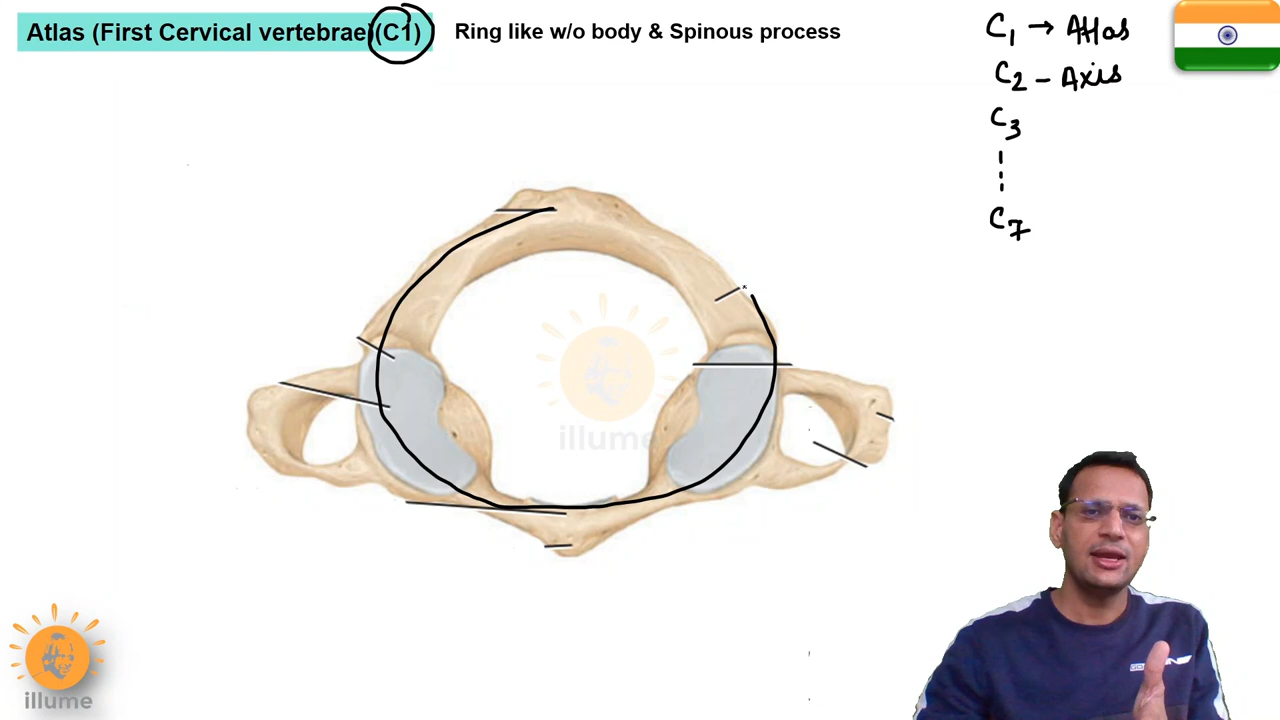 Atlas (First Cervical vertebrae)(C1)
Ring like w/o body & Spinous process
C1 → Atlas
C2 - Axis
C3
C7
illume
illume